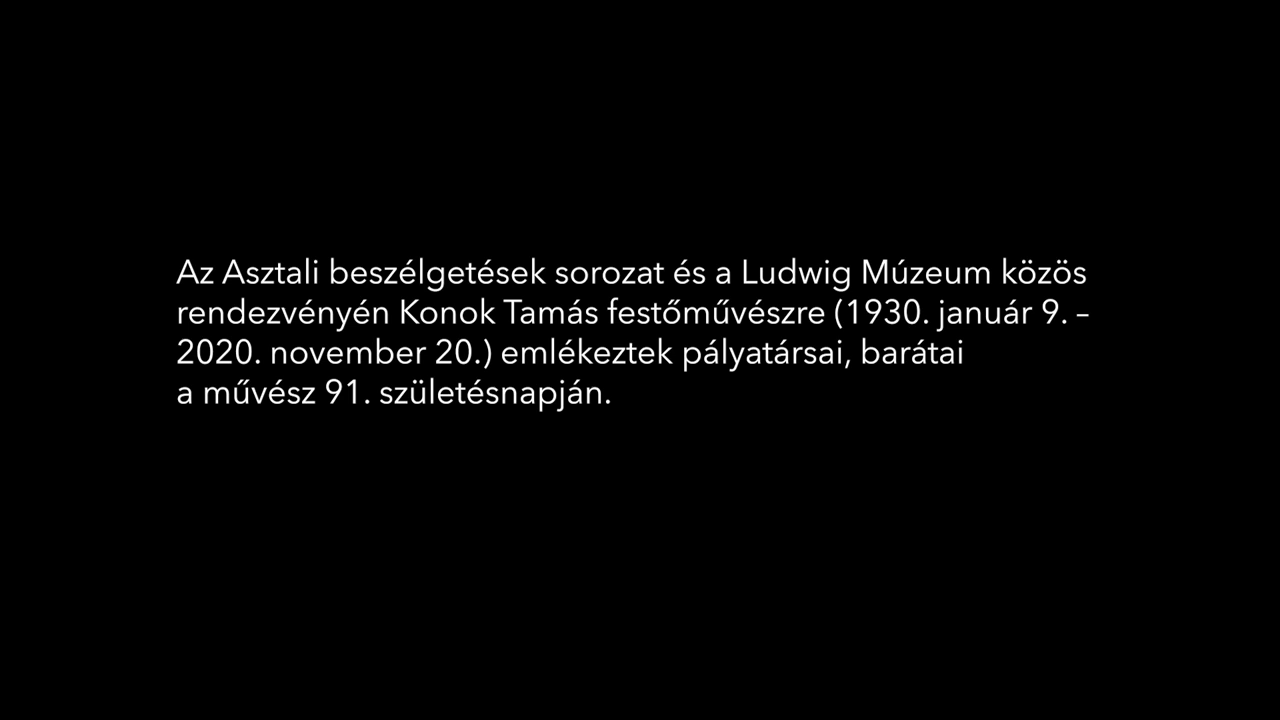 Az Asztali beszélgetések sorozat és a Ludwig Múzeum közös
rendezvényén Konok Tamás festőművészre (1930. január 9. –
2020. november 20.) emlékeztek pályatársai, barátai
a művész 91. születésnapján.